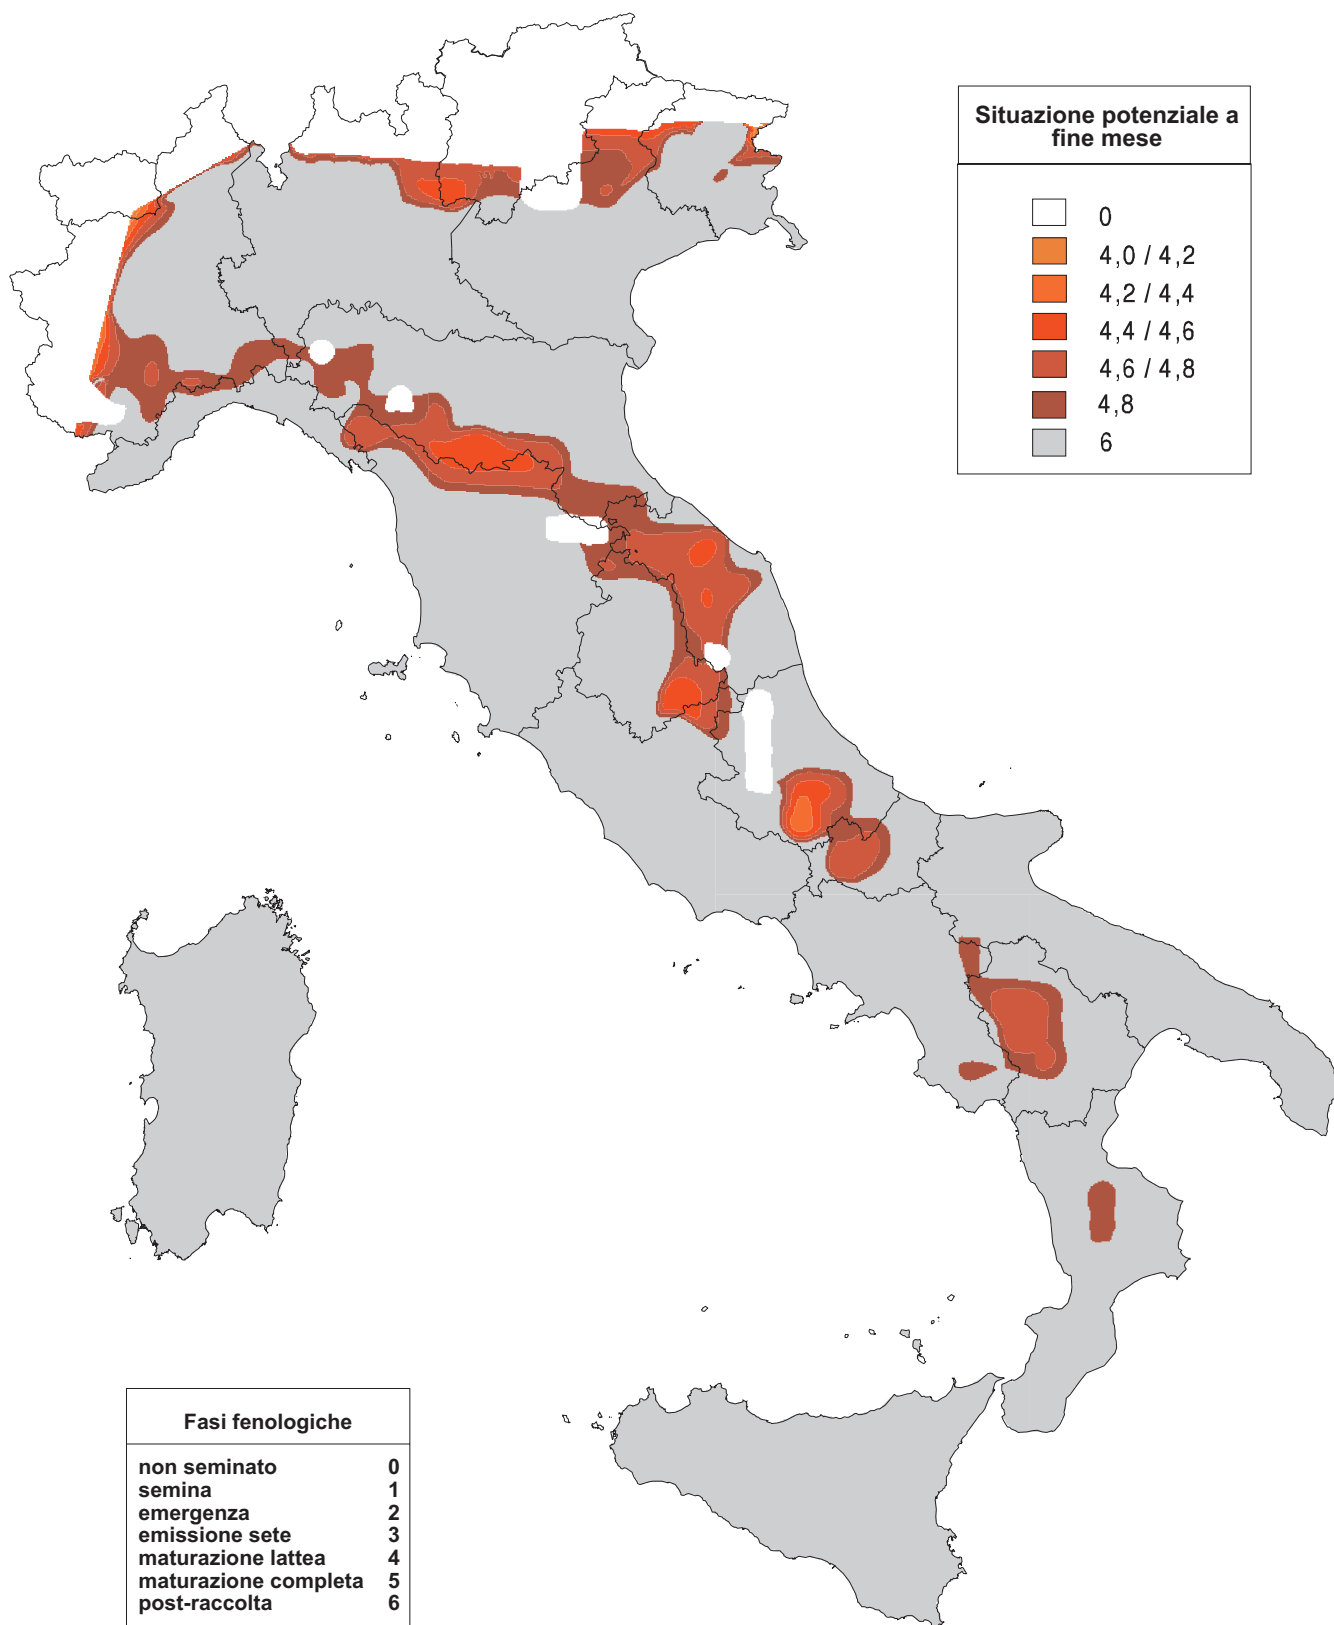 Situazione potenziale a
fine mese
0
4,0 / 4,2
4,2 / 4,4
4,4 / 4,6
4,6 / 4,8
4,8
6
Fasi fenologiche
non seminato 0
semina 1
emergenza 2
emissione sete 3
maturazione lattea 4
maturazione completa 5
post-raccolta 6